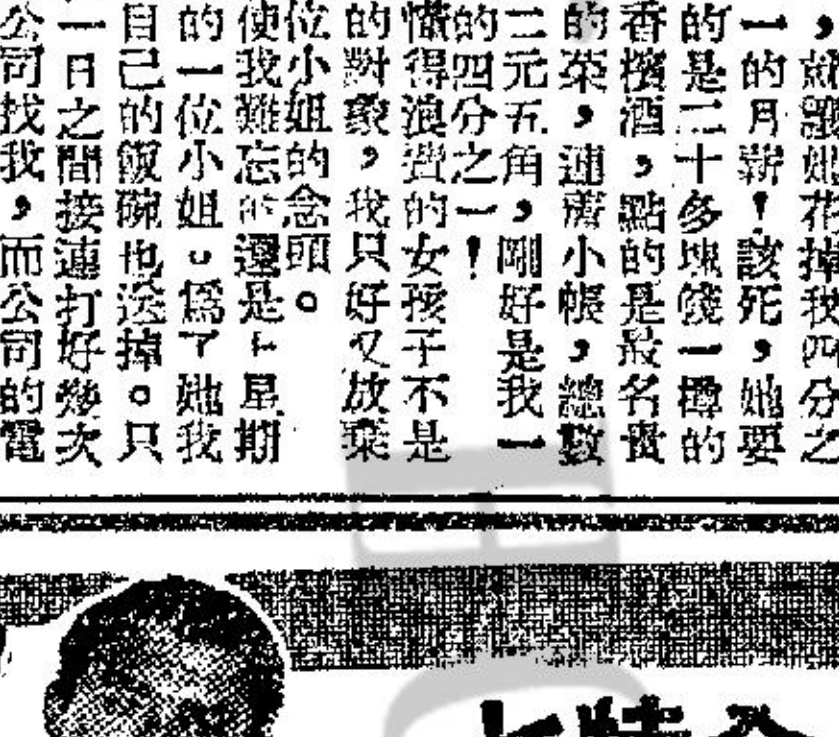 ，就讓她花掉我四分之
一的月薪！該死，她要
的是二十多塊錢一樽的
香檳酒，點的是最名貴
的菜，連應小帳，總數
二元五角，剛好是我一
的四分之一！
懂得浪費的女孩子不是
的對象，我只好又放棄
位小姐的念頭。
使我難忘的還是上星期
的一位小姐。爲了她我
自己的飯碗也送掉。只
一日之間接連打好幾次
公司找我，而公司的電